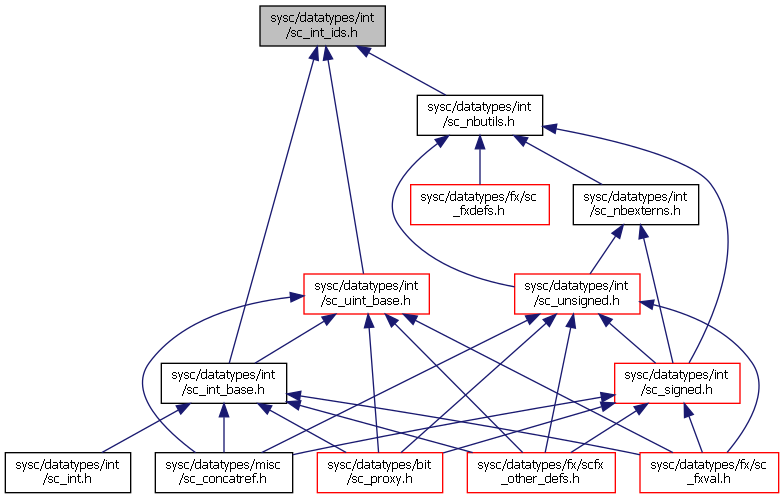 sysc/datatypes/int
/sc_int_ids.h
sysc/datatypes/int
/sc_nbutils.h
sysc/datatypes/fx/sc
_fxdefs.h
sysc/datatypes/int
/sc_nbexterns.h
sysc/datatypes/int
/sc_uint_base.h
sysc/datatypes/int
/sc_unsigned.h
sysc/datatypes/int
/sc_int_base.h
sysc/datatypes/int
/sc_signed.h
sysc/datatypes/int
/sc_int.h
sysc/datatypes/misc
/sc_concatref.h
sysc/datatypes/bit
/sc_proxy.h
sysc/datatypes/fx/scfx
_other_defs.h
sysc/datatypes/fx/sc
_fxval.h